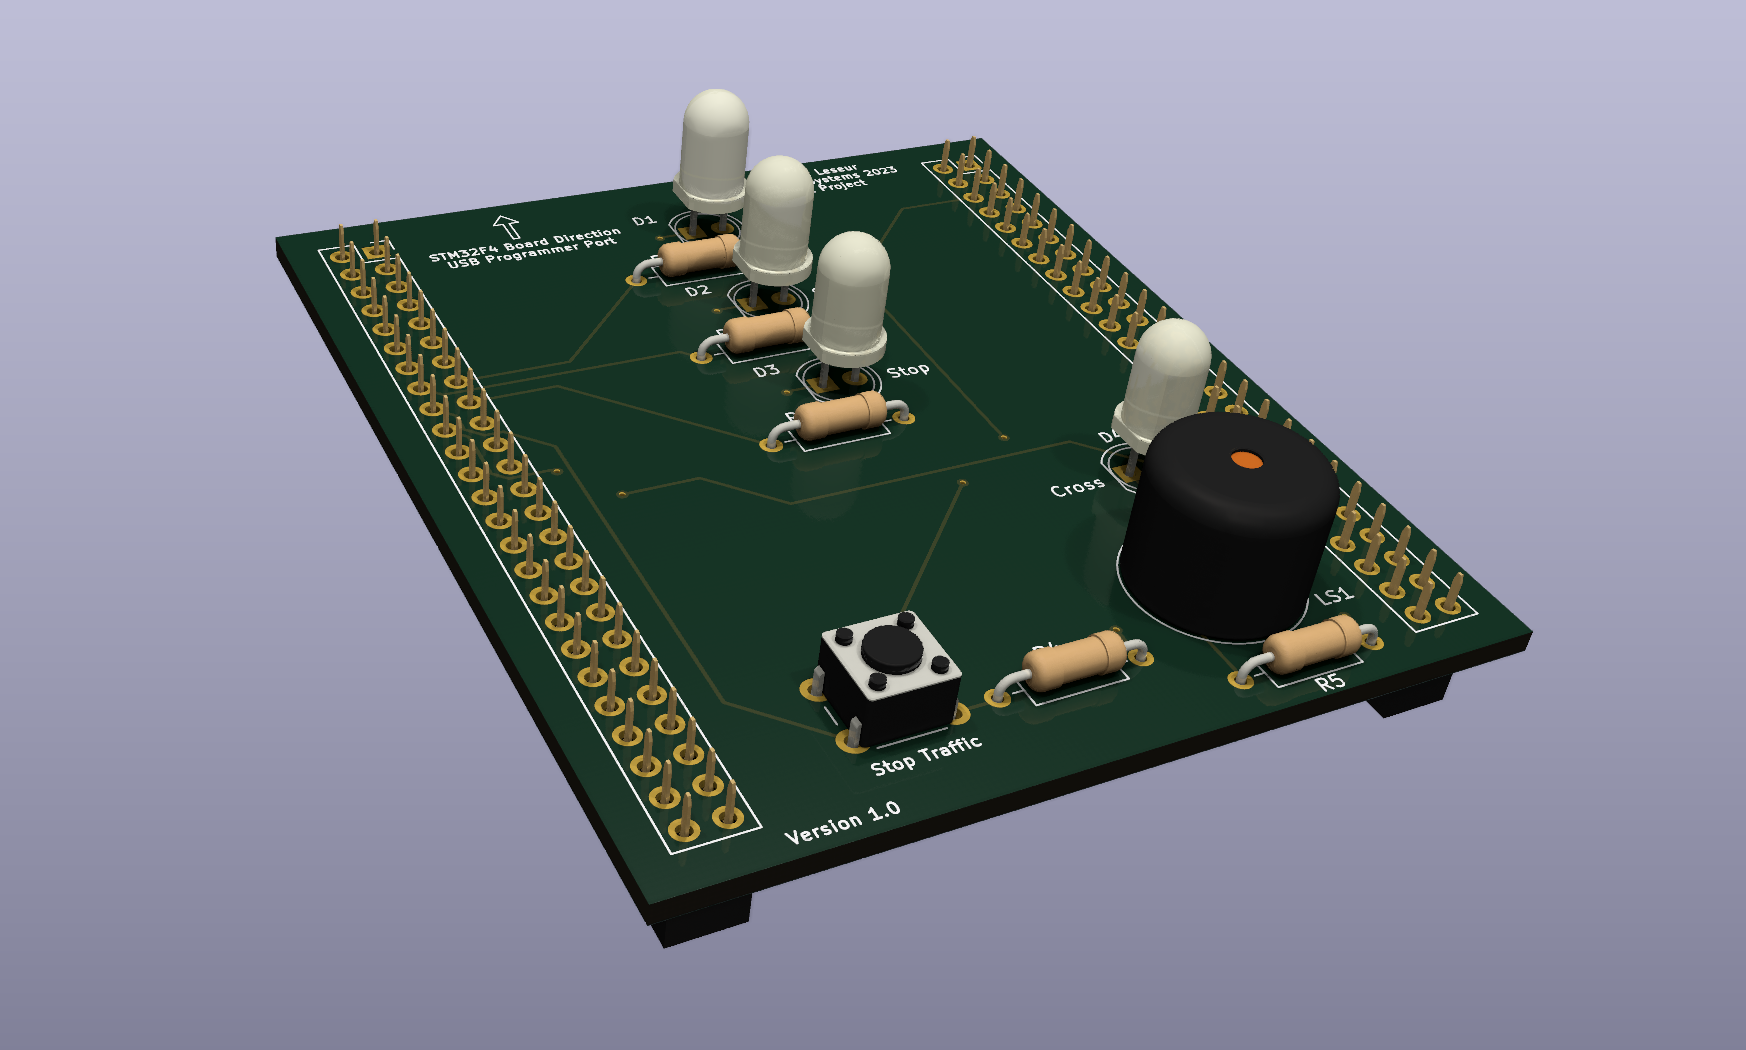 Leseur
ystems 2023
Project
D1
STM32F4 Board Direction
USB Programmer Port
D2
D3
Stop
Cross
LS1
R5
Stop Traffic
Version 1.0